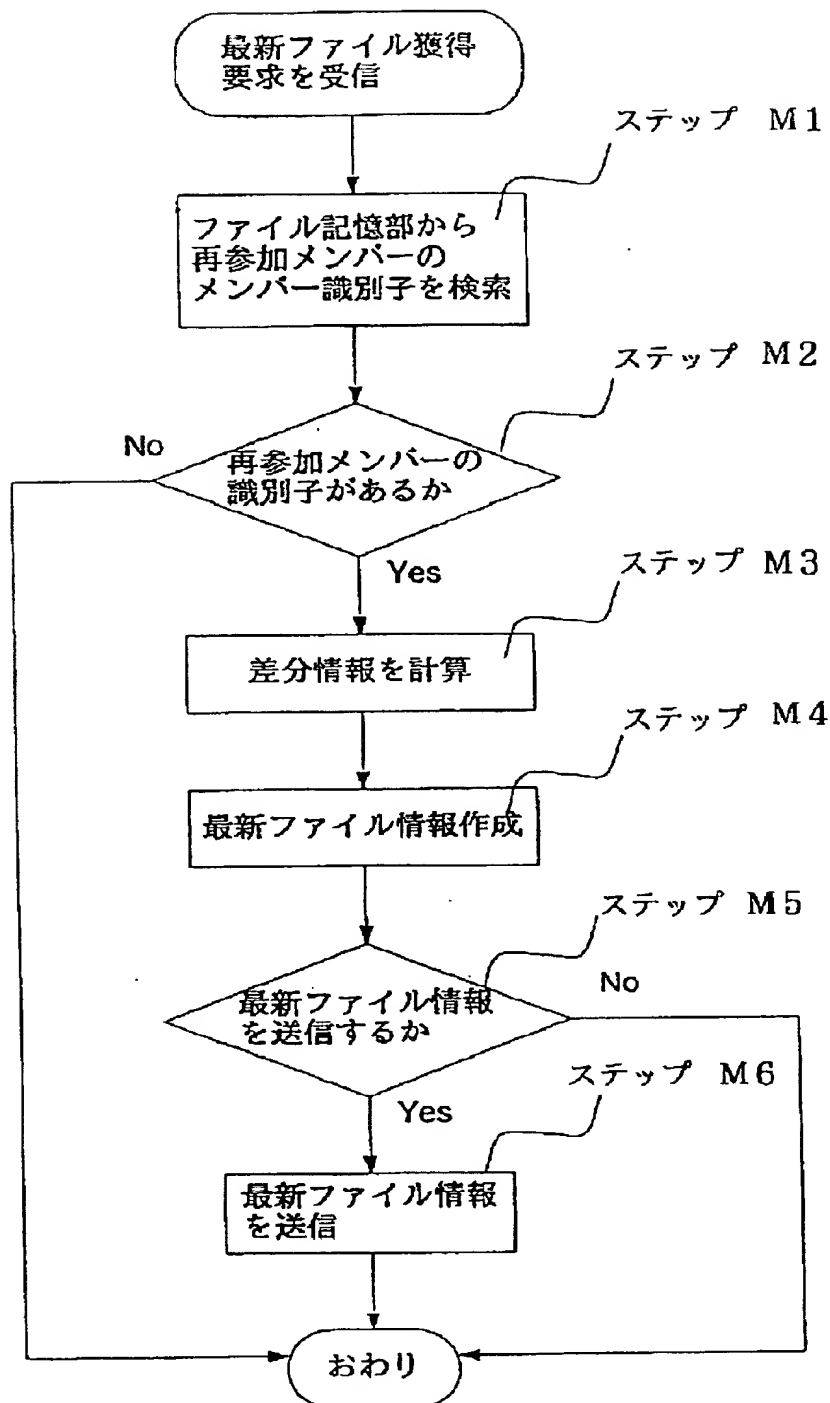 最新ファイル獲得
要求を受信
ステップ M1
ファイル記憶部から
再参加メンバーの
メンバー識別子を検索
ステップ M2
No
再参加メンバーの
識別子があるか
Yes
ステップ M3
差分情報を計算
ステップ M4
最新ファイル情報作成
ステップ M5
最新ファイル情報
を送信するか
No
ステップ M6
Yes
最新ファイル情報
を送信
おわり